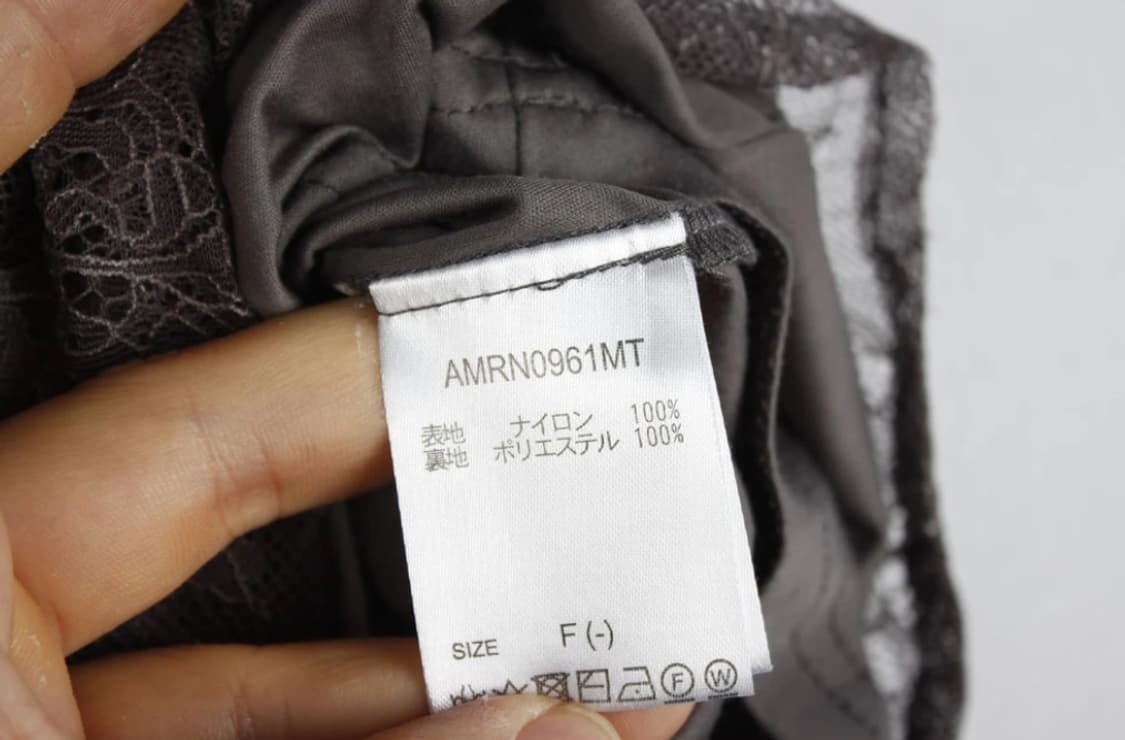 AMRN0961MT
表地 ナイロン 100%
裏地 ポリエステル 100%
SIZE F (-)
F W